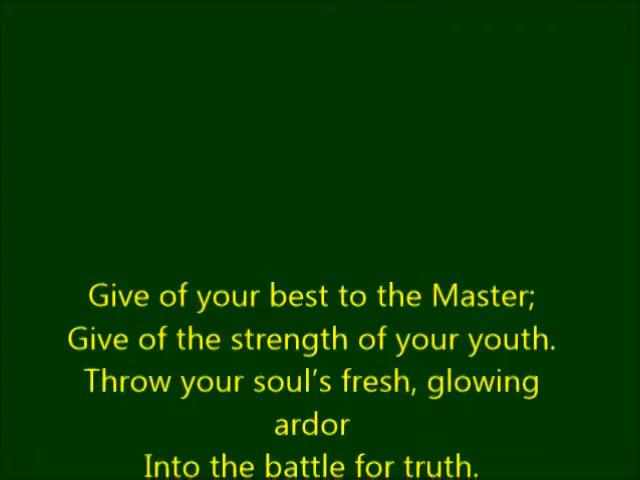 Give of your best to the Master;
Give of the strength of your youth.
Throw your soul’s fresh, glowing
ardor
Into the battle for truth.